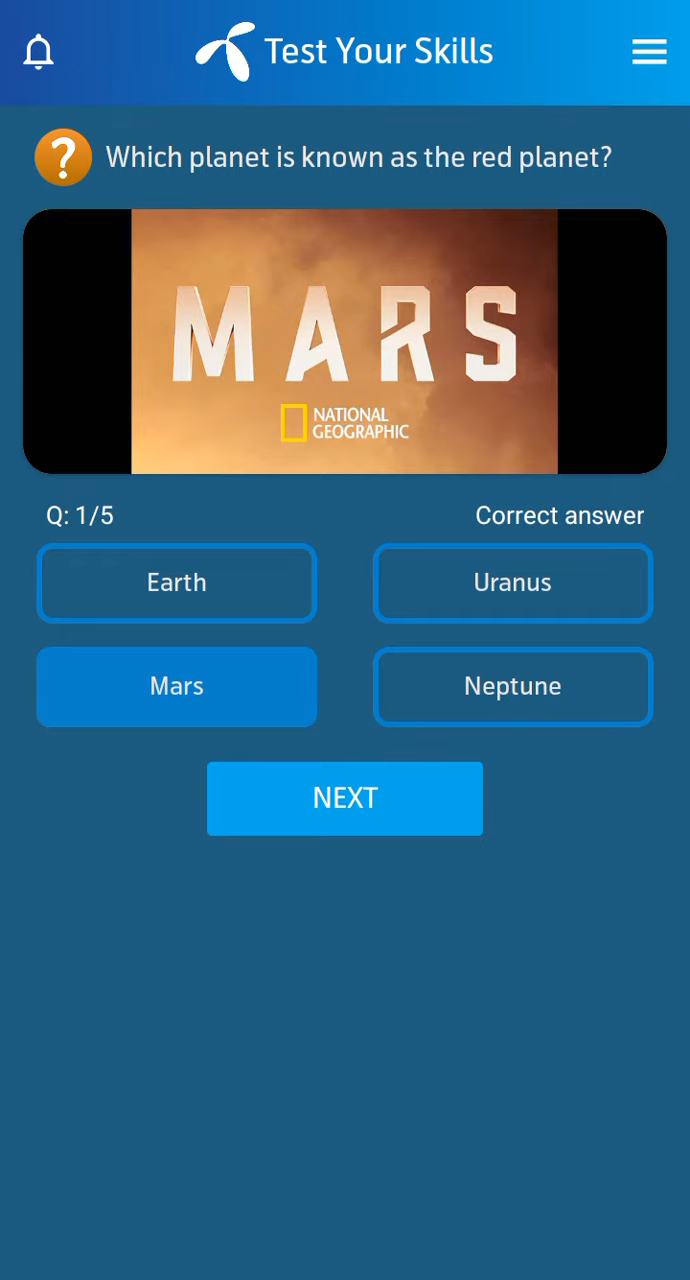 Test Your Skills
? Which planet is known as the red planet?
MARS
NATIONAL
GEOGRAPHIC
Q: 1/5 Correct answer
Earth Uranus
Mars Neptune
NEXT